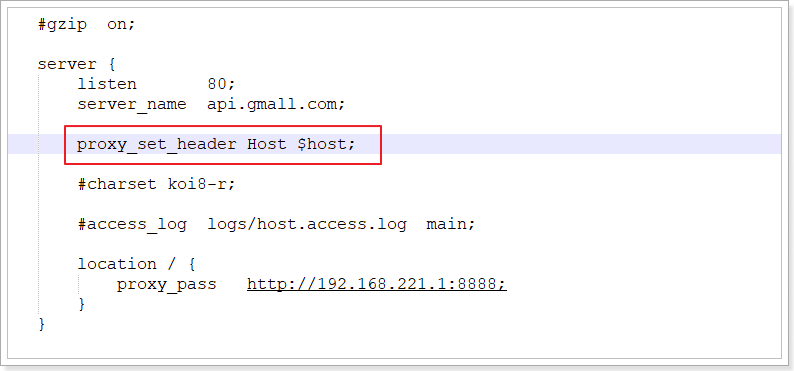 #gzip  on;
server {
listen       80;
server_name  api.gmall.com;
proxy_set_header Host $host;
#charset koi8-r;
#access_log  logs/host.access.log  main;
location / {
proxy_pass   http://192.168.221.1:8888;
}
}